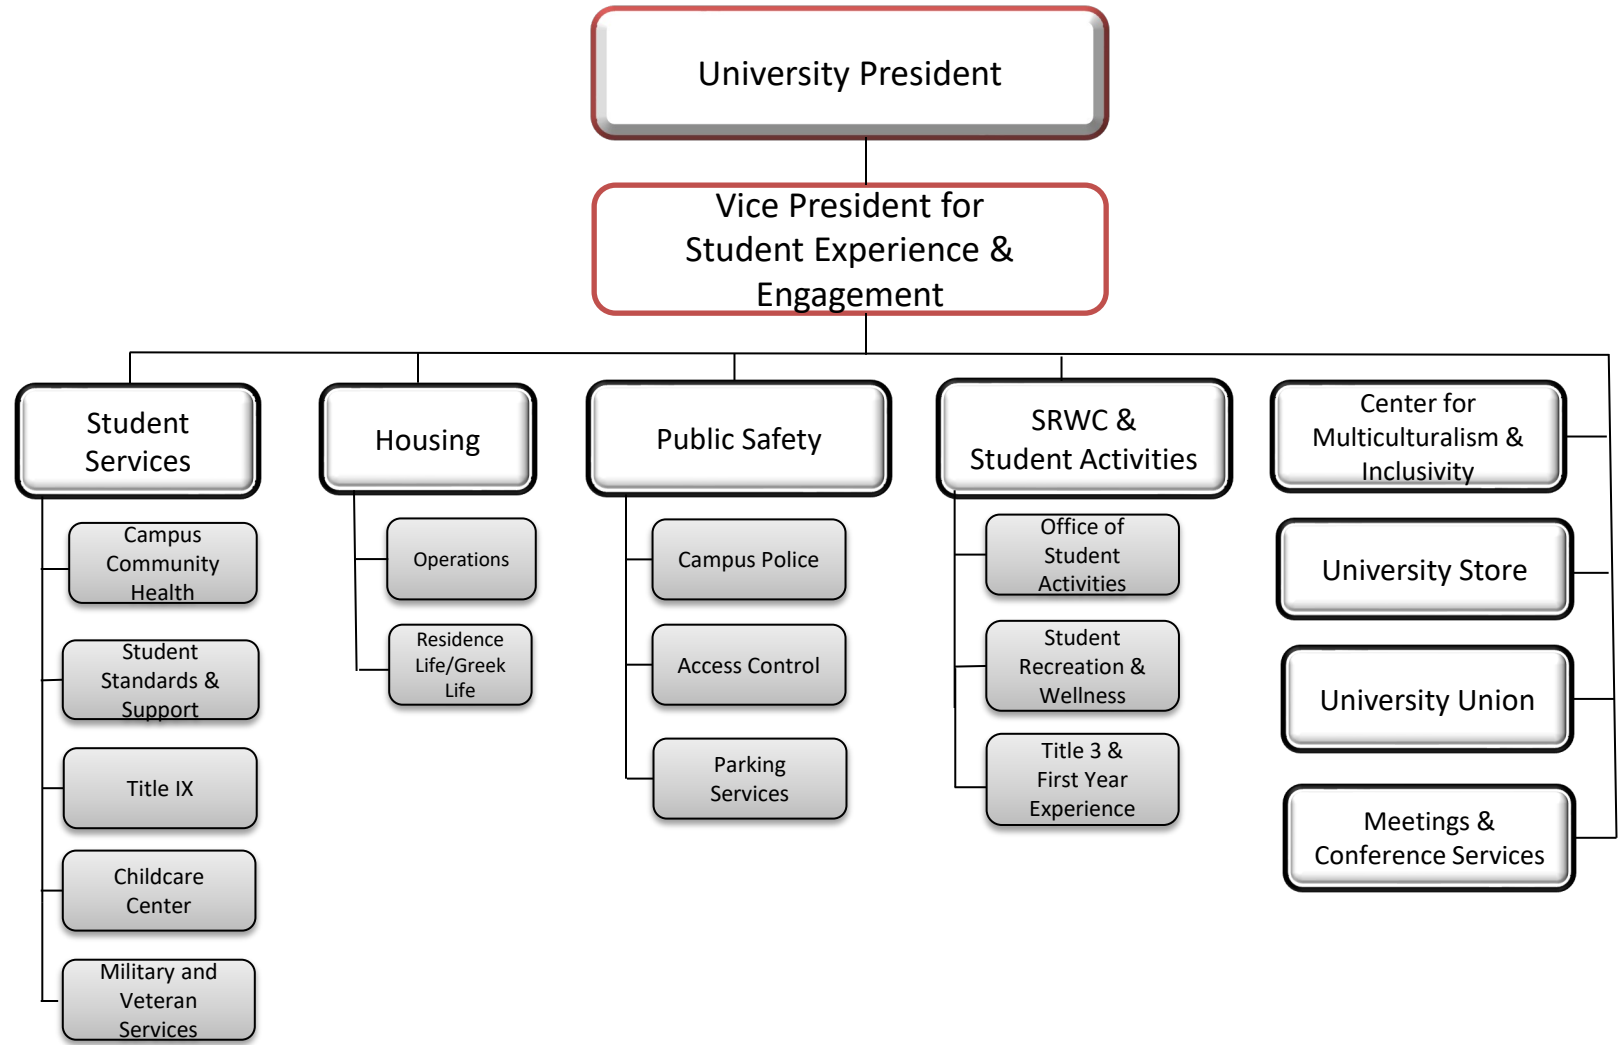 University President
Vice President for
Student Experience &
Engagement
Student
Services
Campus
Community
Health
Student
Standards &
Support
Title IX
Childcare
Center
Military and
Veteran
Services
Housing
Operations
Residence
Life/Greek
Life
Public Safety
Campus Police
Access Control
Parking
Services
SRWC &
Student Activities
Office of
Student
Activities
Student
Recreation &
Wellness
Title 3 &
First Year
Experience
Center for
Multiculturalism &
Inclusivity
University Store
University Union
Meetings &
Conference Services